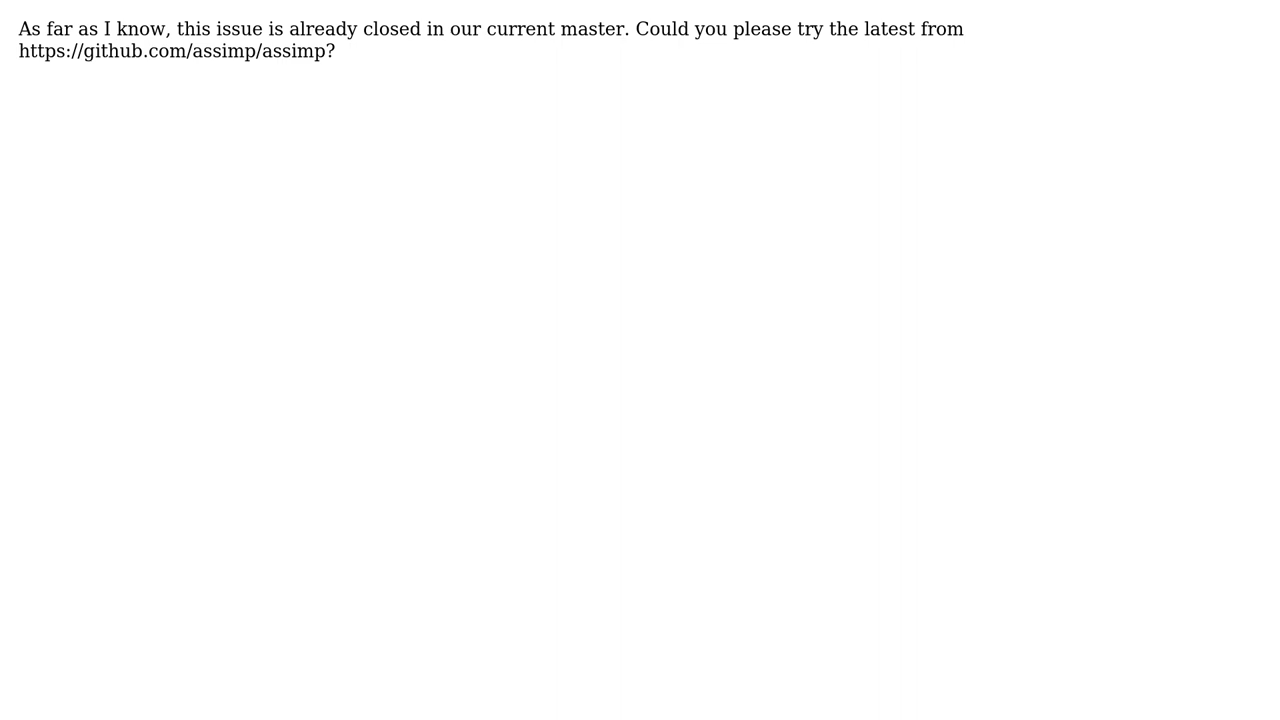 As far as I know, this issue is already closed in our current master. Could you please try the latest from
https://github.com/assimp/assimp?